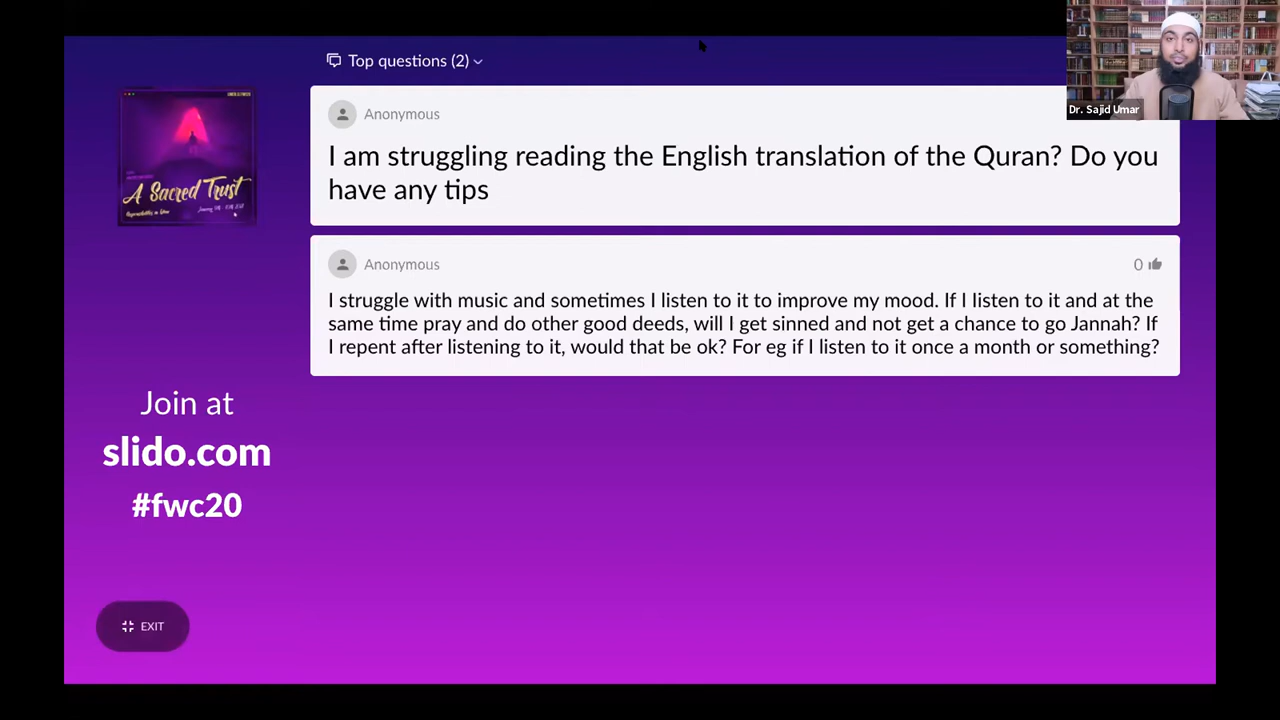 Top questions (2)
Anonymous
I am struggling reading the English translation of the Quran? Do you
have any tips
Anonymous
0
I struggle with music and sometimes I listen to it to improve my mood. If I listen to it and at the
same time pray and do other good deeds, will I get sinned and not get a chance to go Jannah? If
I repent after listening to it, would that be ok? For eg if I listen to it once a month or something?
A Sacred Trust
Join at
slido.com
#fwc20
EXIT
Dr. Sajid Umar